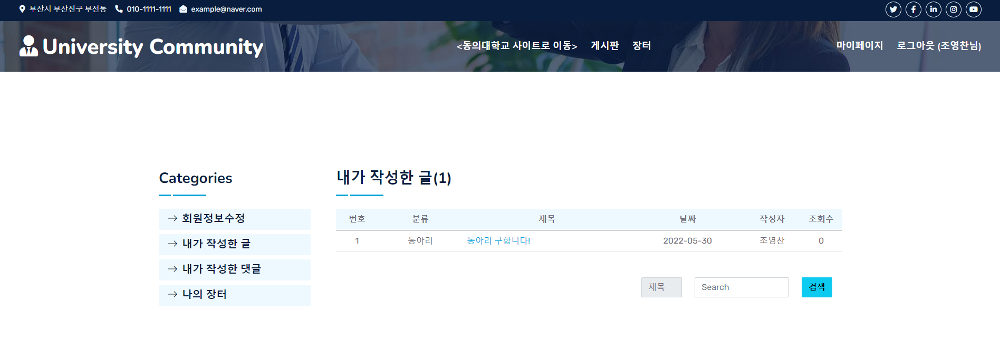 부산시 부산진구 부전동 010-1111-1111 example@naver.com
University Community <동의대학교 사이트로 이동> 게시판 장터 마이페이지 로그아웃 (조영찬님)
Categories
회원정보수정
내가 작성한 글
내가 작성한 댓글
나의 장터
내가 작성한 글(1)
번호 분류 제목 날짜 작성자 조회수
1 동아리 동아리 구합니다! 2022-05-30 조영찬 0
제목 Search 검색